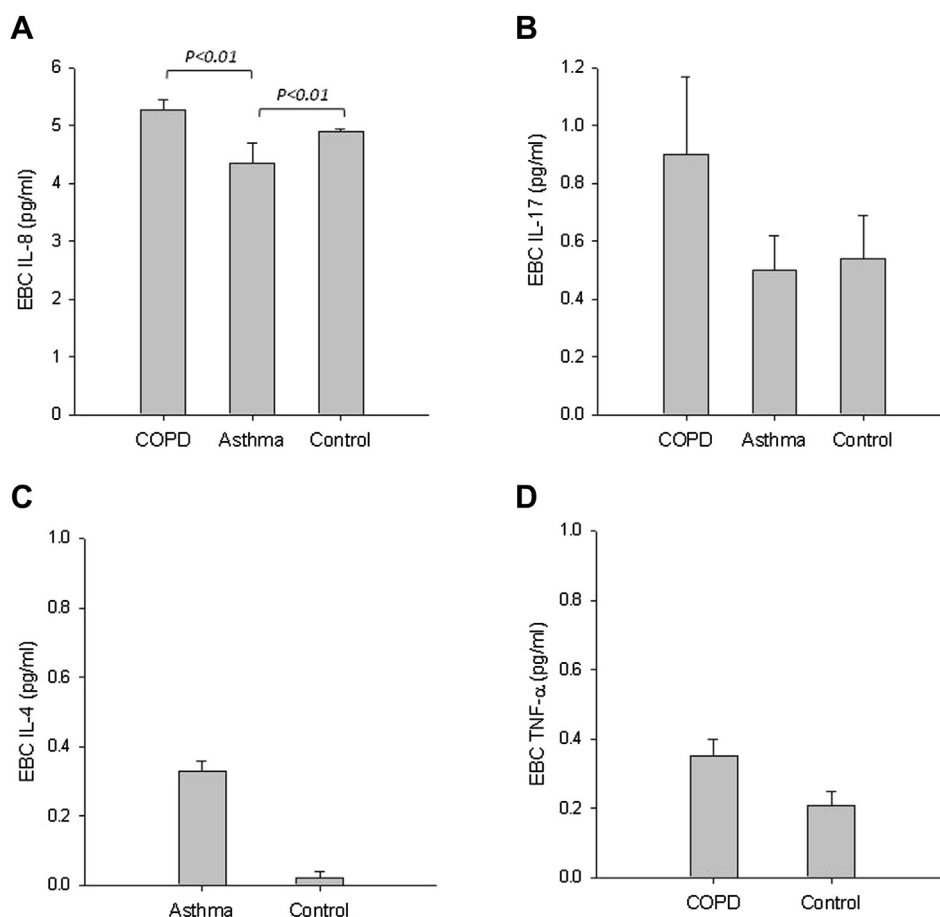 A
EBC IL-8 (pg/ml)
6
5
4
3
2
1
0
P<0.01
P<0.01
COPD Asthma Control
B
EBC IL-17 (pg/ml)
1.2
1.0
0.8
0.6
0.4
0.2
0.0
COPD Asthma Control
C
EBC IL-4 (pg/ml)
1.0
0.8
0.6
0.4
0.2
0.0
Asthma Control
D
EBC TNF-α (pg/ml)
1.0
0.8
0.6
0.4
0.2
0.0
COPD Control